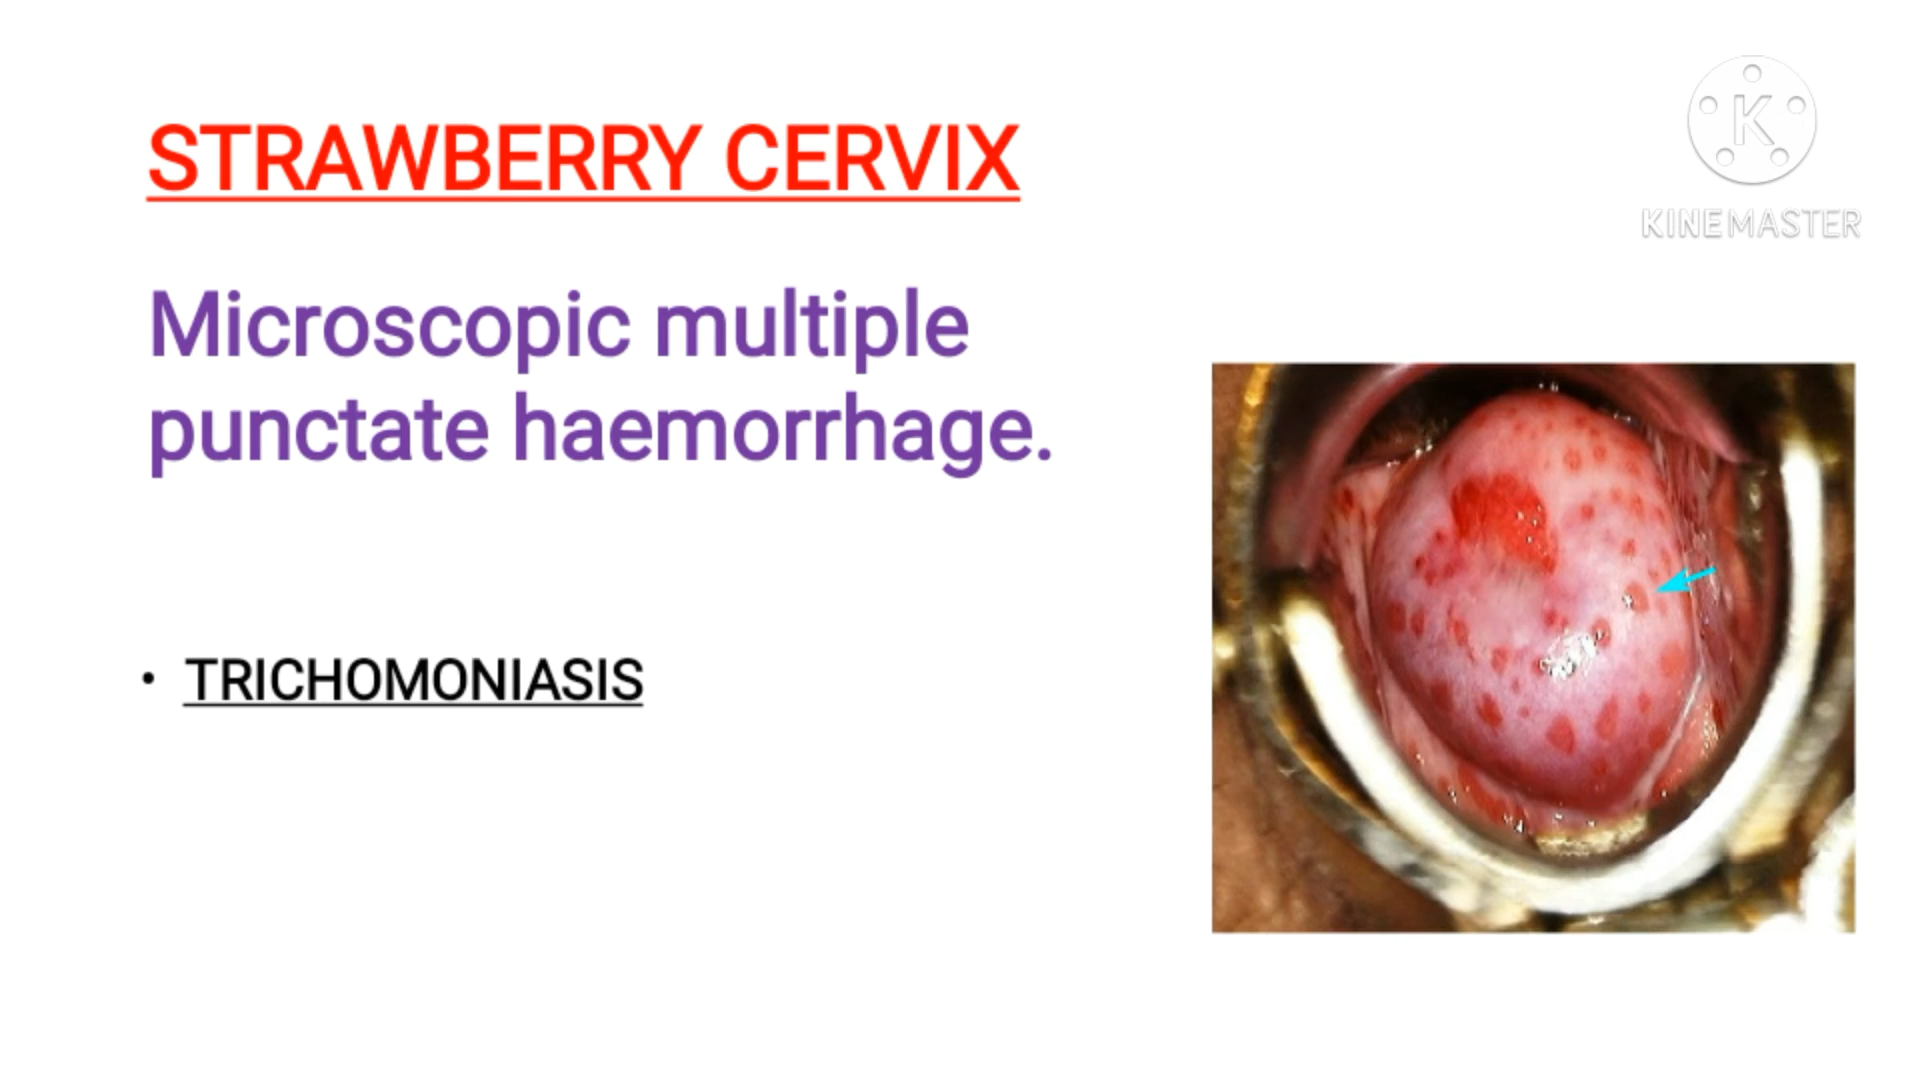 STRAWBERRY CERVIX
Microscopic multiple
punctate haemorrhage.
• TRICHOMONIASIS
K
KINEMASTER